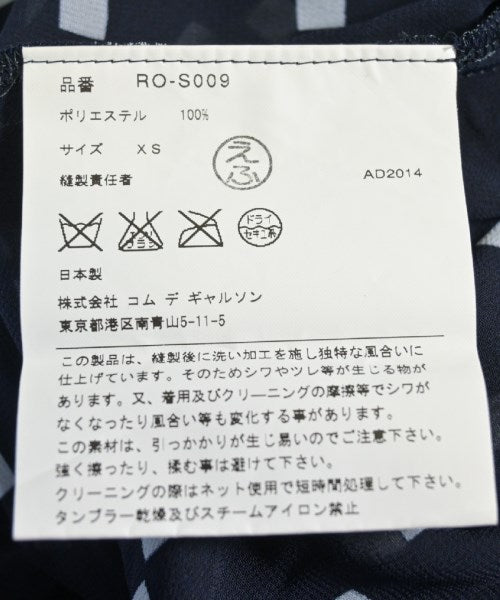 品番 RO-S009
ポリエステル 100%
サイズ XS
えふ
縫製責任者
AD2014
ドライ
セキユ系
日本製
株式会社 コム デ ギャルソン
東京都港区南青山5-11-5
この製品は、縫製後に洗い加工を施し独特な風合いに
仕上げています。そのためシワやツレ等が生じる物が
あります。又、着用及びクリ−ニングの摩擦等でシワが
なくなったり風合い等も変化する事があります。
この素材は、引っかかりが生じ易いのでご注意下さい。
強く擦ったり、揉む事は避けて下さい。
クリーニングの際はネット使用で短時間処理して下さい。
タンブラー乾燥及びスチームアイロン禁止